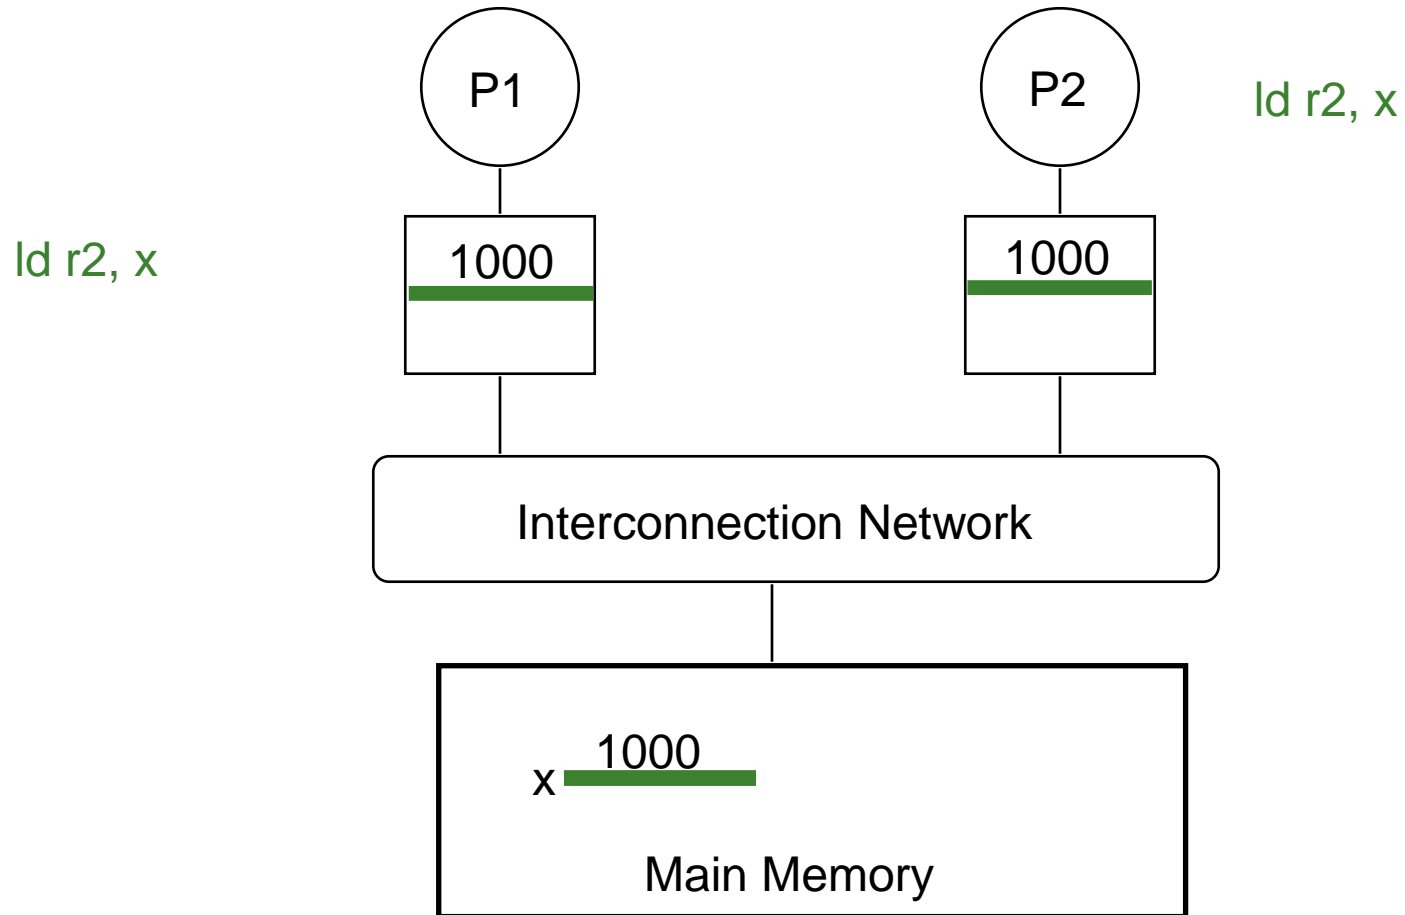 P1
P2
ld r2, x
ld r2, x
1000
1000
Interconnection Network
1000
x
Main Memory